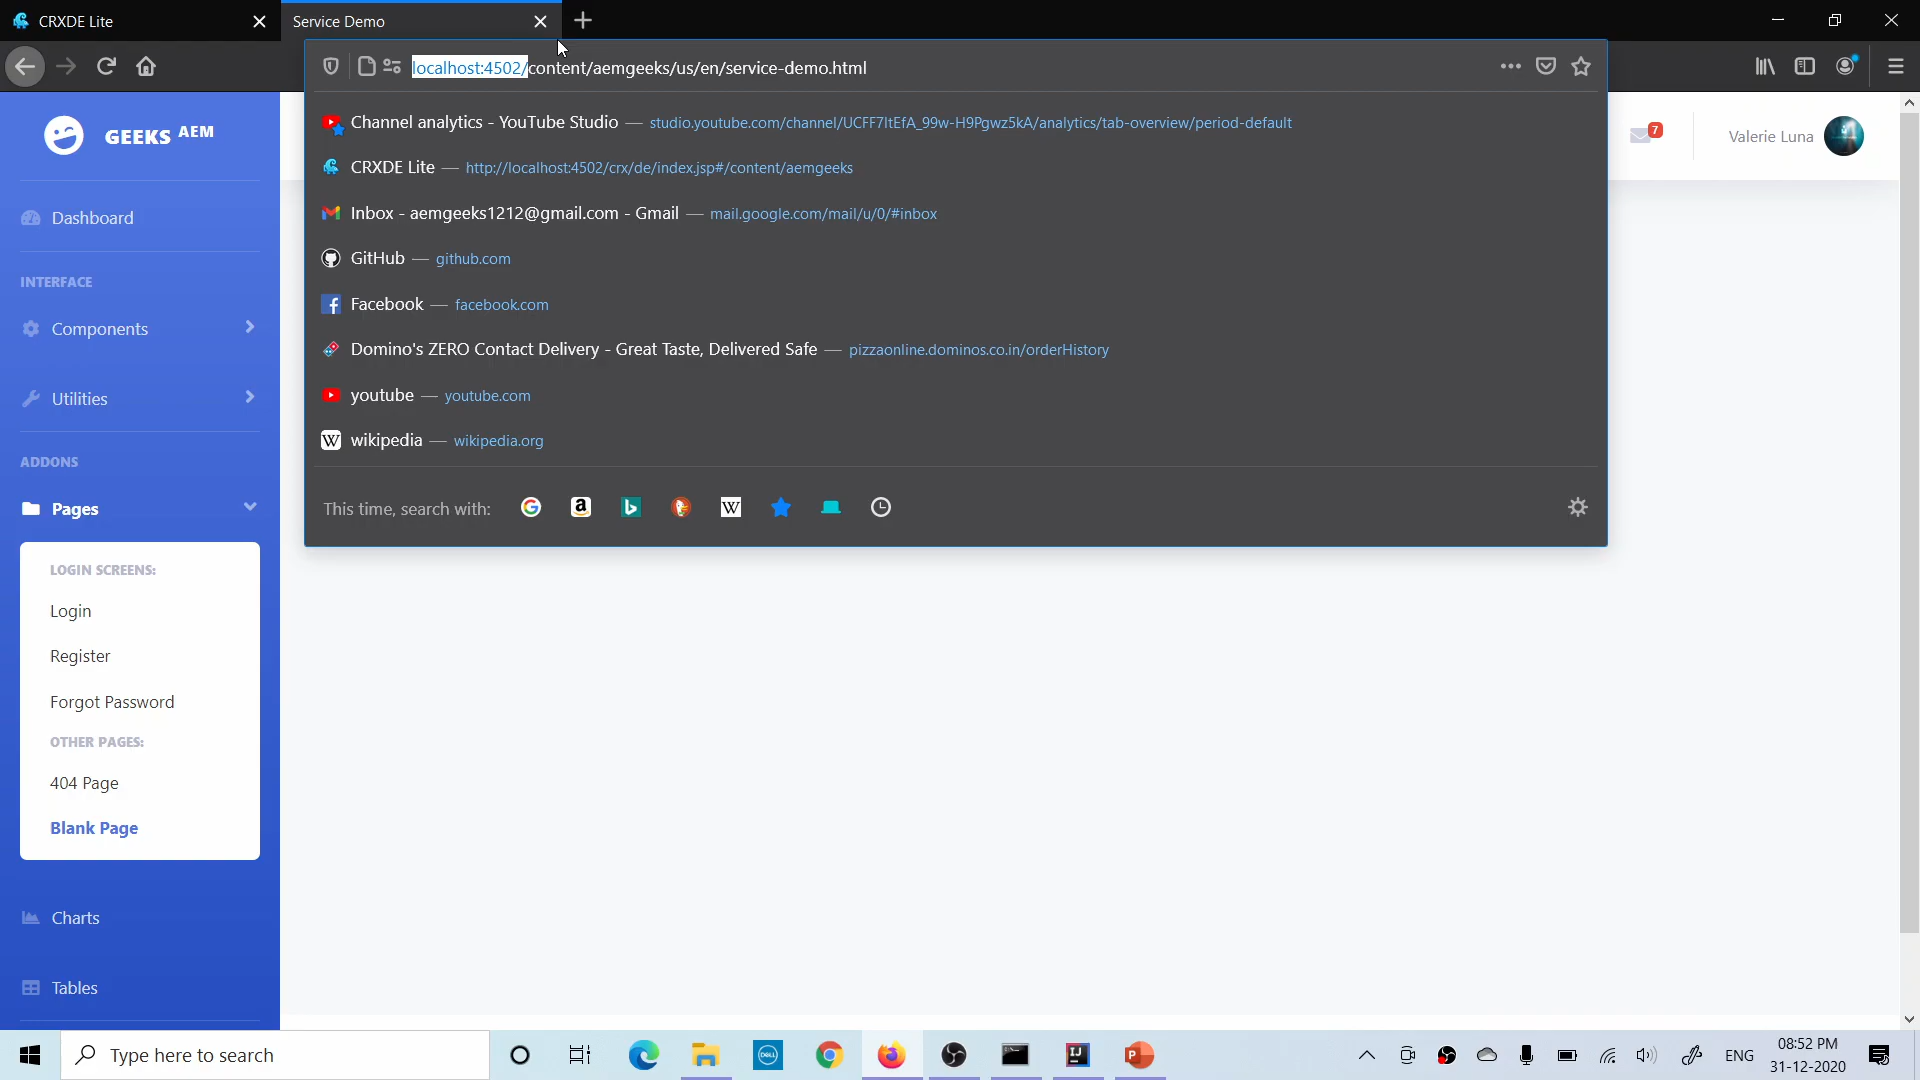 CRXDE Lite
Service Demo
localhost:4502/content/aemgeeks/us/en/service-demo.html
GEEKS AEM
Channel analytics - YouTube Studio — studio.youtube.com/channel/UCFF7ItEfA_99w-H9Pgwz5kA/analytics/tab-overview/period-default
7
Valerie Luna
CRXDE Lite — http://localhost:4502/crx/de/index.jsp#/content/aemgeeks
Dashboard
Inbox - aemgeeks1212@gmail.com - Gmail — mail.google.com/mail/u/0/#inbox
GitHub — github.com
INTERFACE
Facebook — facebook.com
Components
Domino's ZERO Contact Delivery - Great Taste, Delivered Safe — pizzaonline.dominos.co.in/orderHistory
youtube — youtube.com
Utilities
wikipedia — wikipedia.org
ADDONS
Pages
This time, search with:
LOGIN SCREENS:
Login
Register
Forgot Password
OTHER PAGES:
404 Page
Blank Page
Charts
Tables
Type here to search
DELL
ENG
08:52 PM
31-12-2020